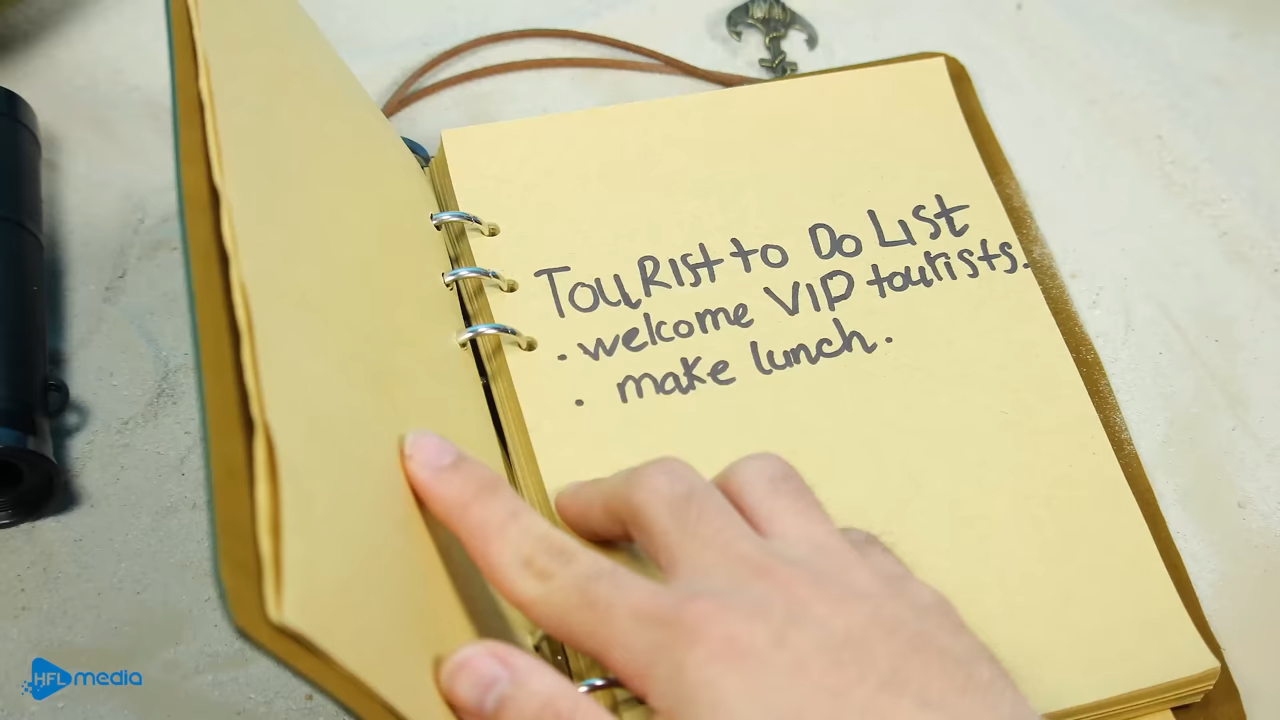 Tourist to Do List
. welcome VIP tourists.
. make lunch.
HFL media